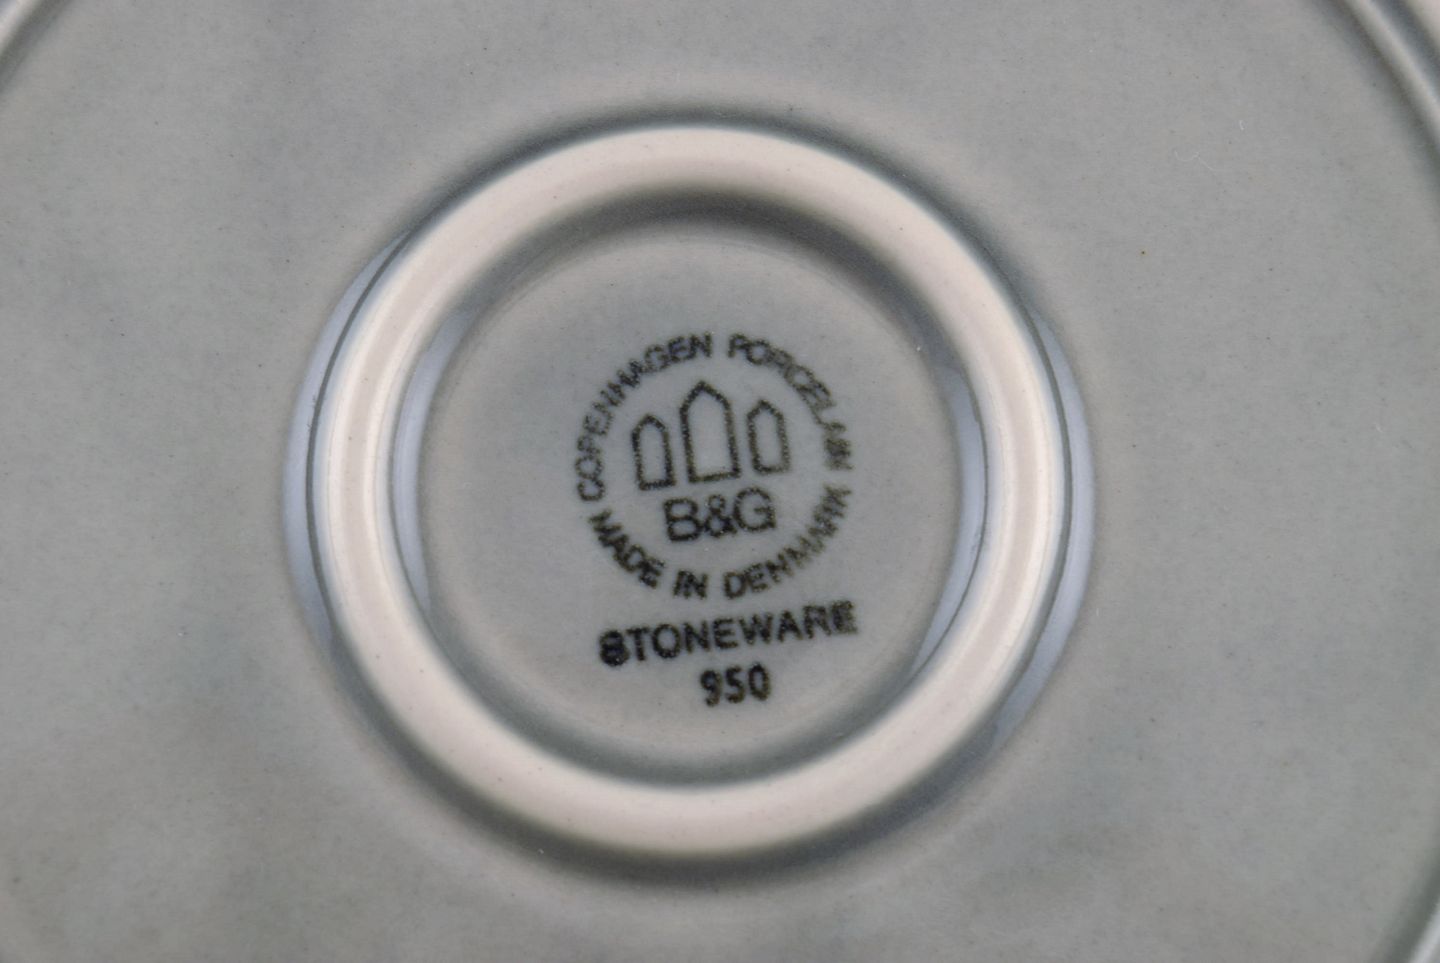 COPENHAGEN PORCELAIN
B&G
MADE IN DENMARK
STONEWARE
950